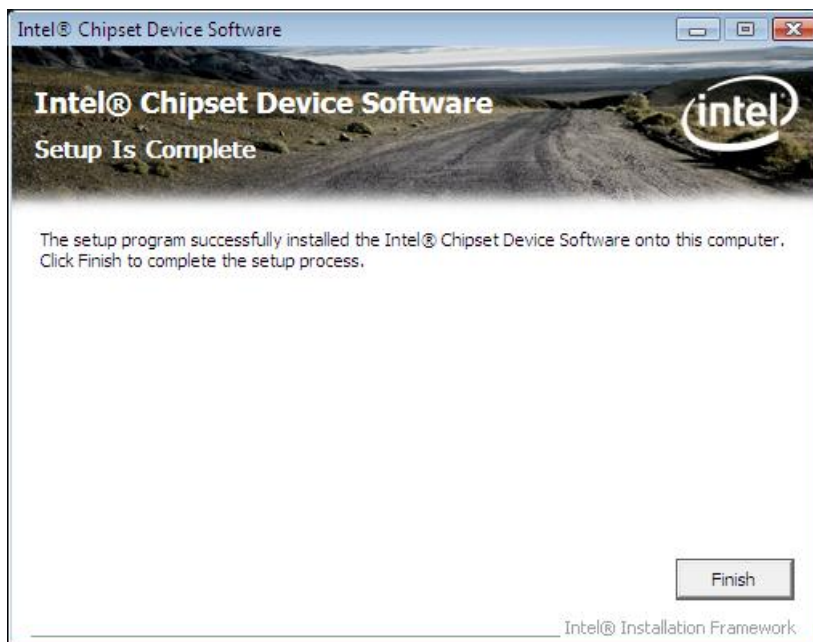 Intel® Chipset Device Software
Intel® Chipset Device Software
intel
Setup Is Complete
The setup program successfully installed the Intel® Chipset Device Software onto this computer.
Click Finish to complete the setup process.
Finish
Intel® Installation Framework